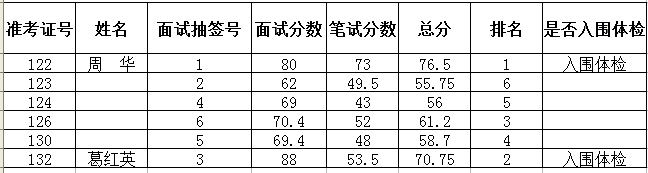 准考证号 姓名 面试抽签号 面试分数 笔试分数 总分 排名 是否入围体检
122 周 华 1 80 73 76.5 1 入围体检
123 2 62 49.5 55.75 6
124 4 69 43 56 5
126 6 70.4 52 61.2 3
130 5 69.4 48 58.7 4
132 葛红英 3 88 53.5 70.75 2 入围体检